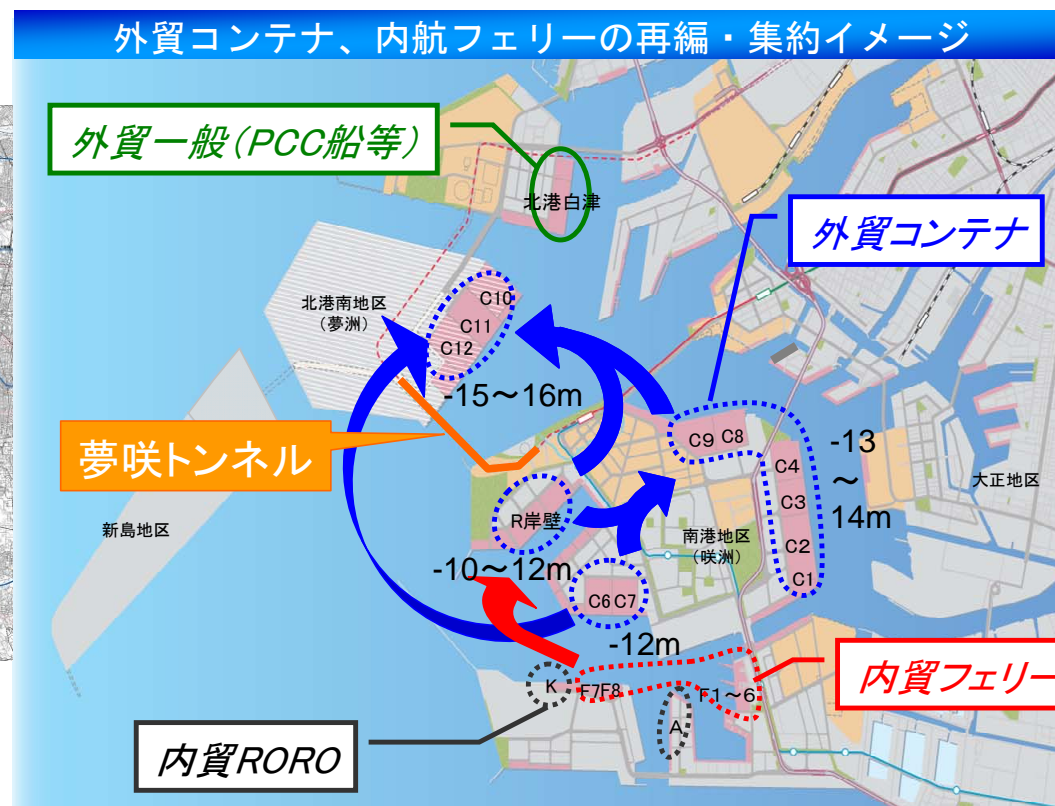 外貿コンテナ、内航フェリーの再編・集約イメージ
外貿一般(PCC船等)
北港白津
外貿コンテナ
北港南地区
(夢洲)
C10
C11
C12
-15～16m
夢咲トンネル
C9 C8
C4
C3
C2
C1
-13
～
14m
大正地区
新島地区
R岸壁
南港地区
(咲洲)
-10～12m
C6 C7
-12m
K
F7F8
F1～6
A
内貿フェリー
内貿RORO